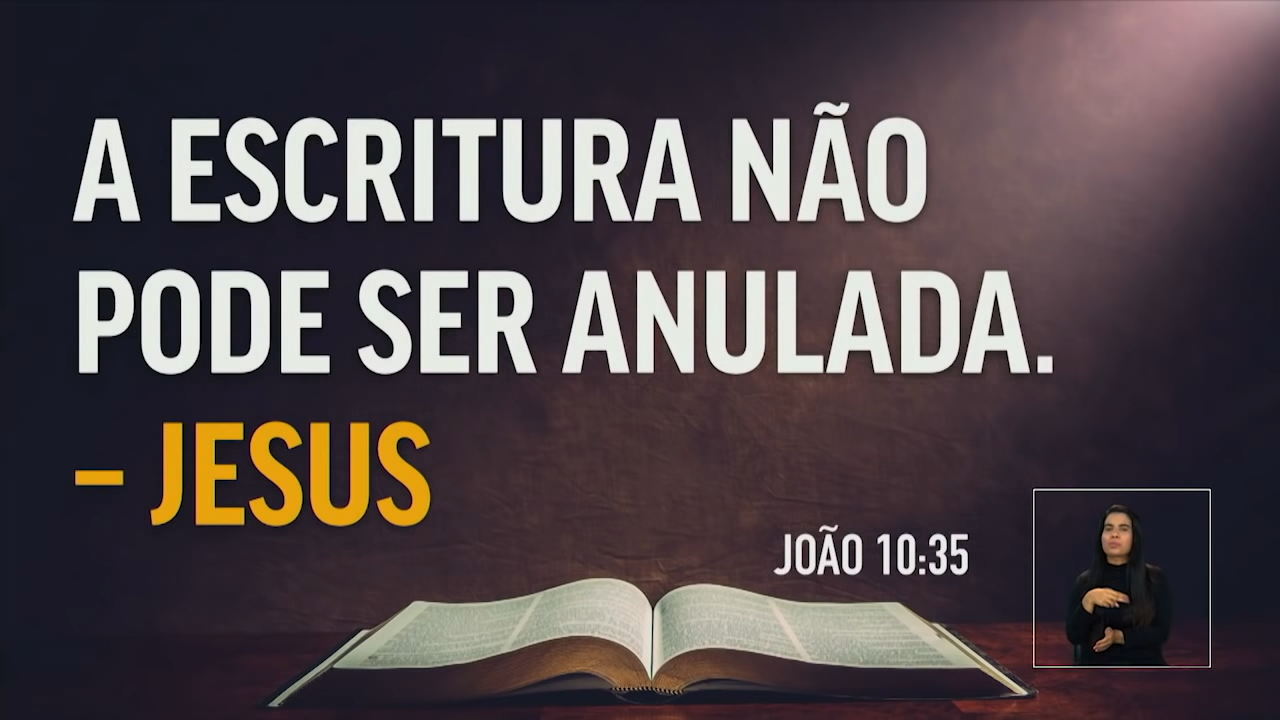 A ESCRITURA NÃO
PODE SER ANULADA.
– JESUS
JOÃO 10:35